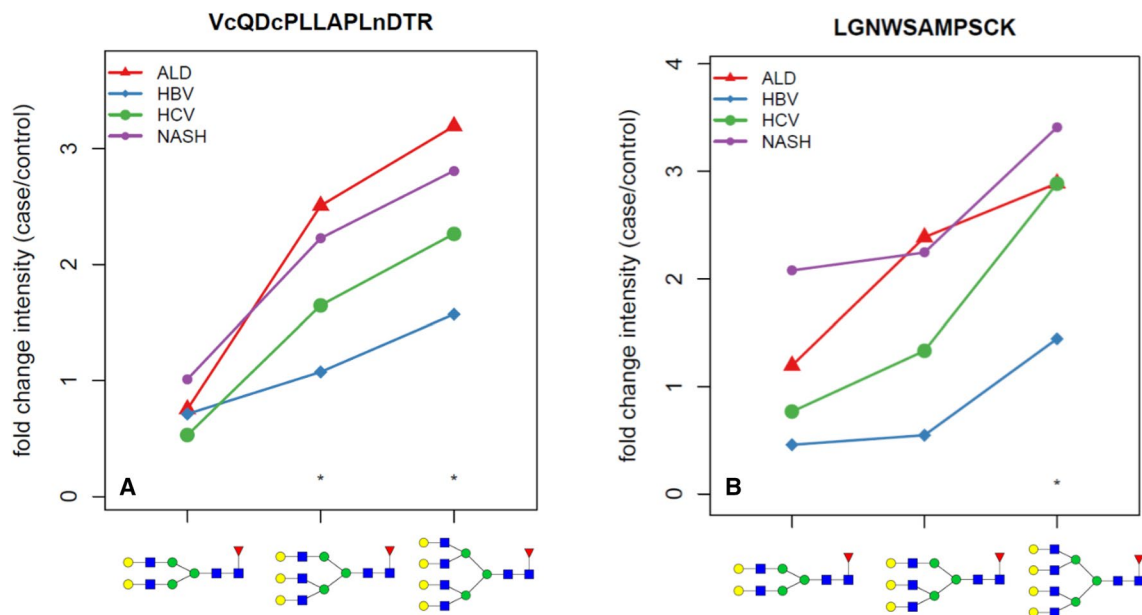 VcQDcPLLAPLnDTR
fold change intensity (case/control)
3
2
1
0
ALD
HBV
HCV
NASH
A
*
*
LGNWSAMPSCK
fold change intensity (case/control)
4
3
2
1
0
ALD
HBV
HCV
NASH
B
*